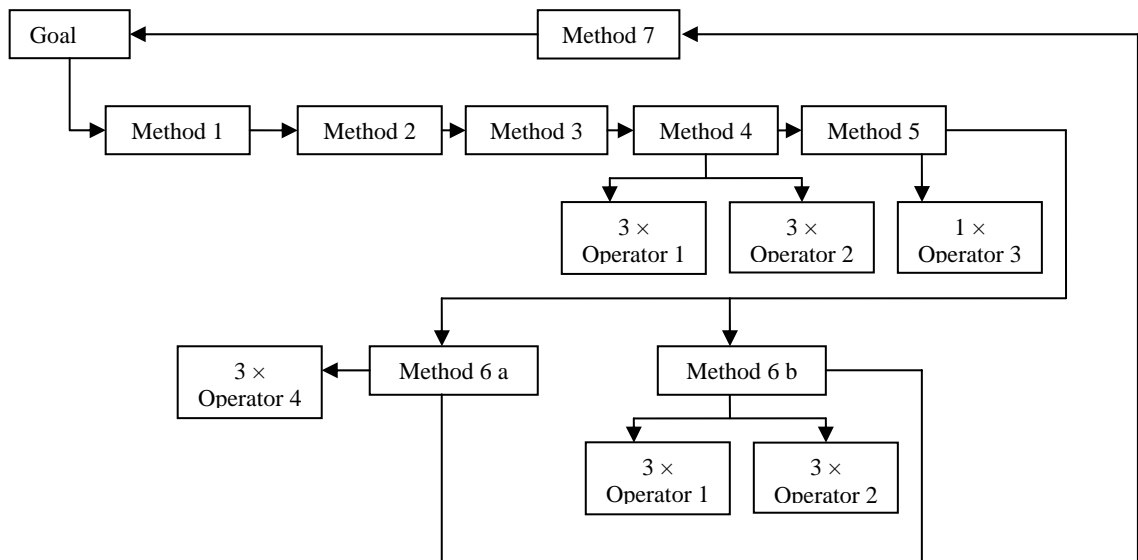 Goal
Method 7
Method 1
Method 2
Method 3
Method 4
Method 5
3 ×
Operator 1
3 ×
Operator 2
1 ×
Operator 3
3 ×
Operator 4
Method 6 a
Method 6 b
3 ×
Operator 1
3 ×
Operator 2